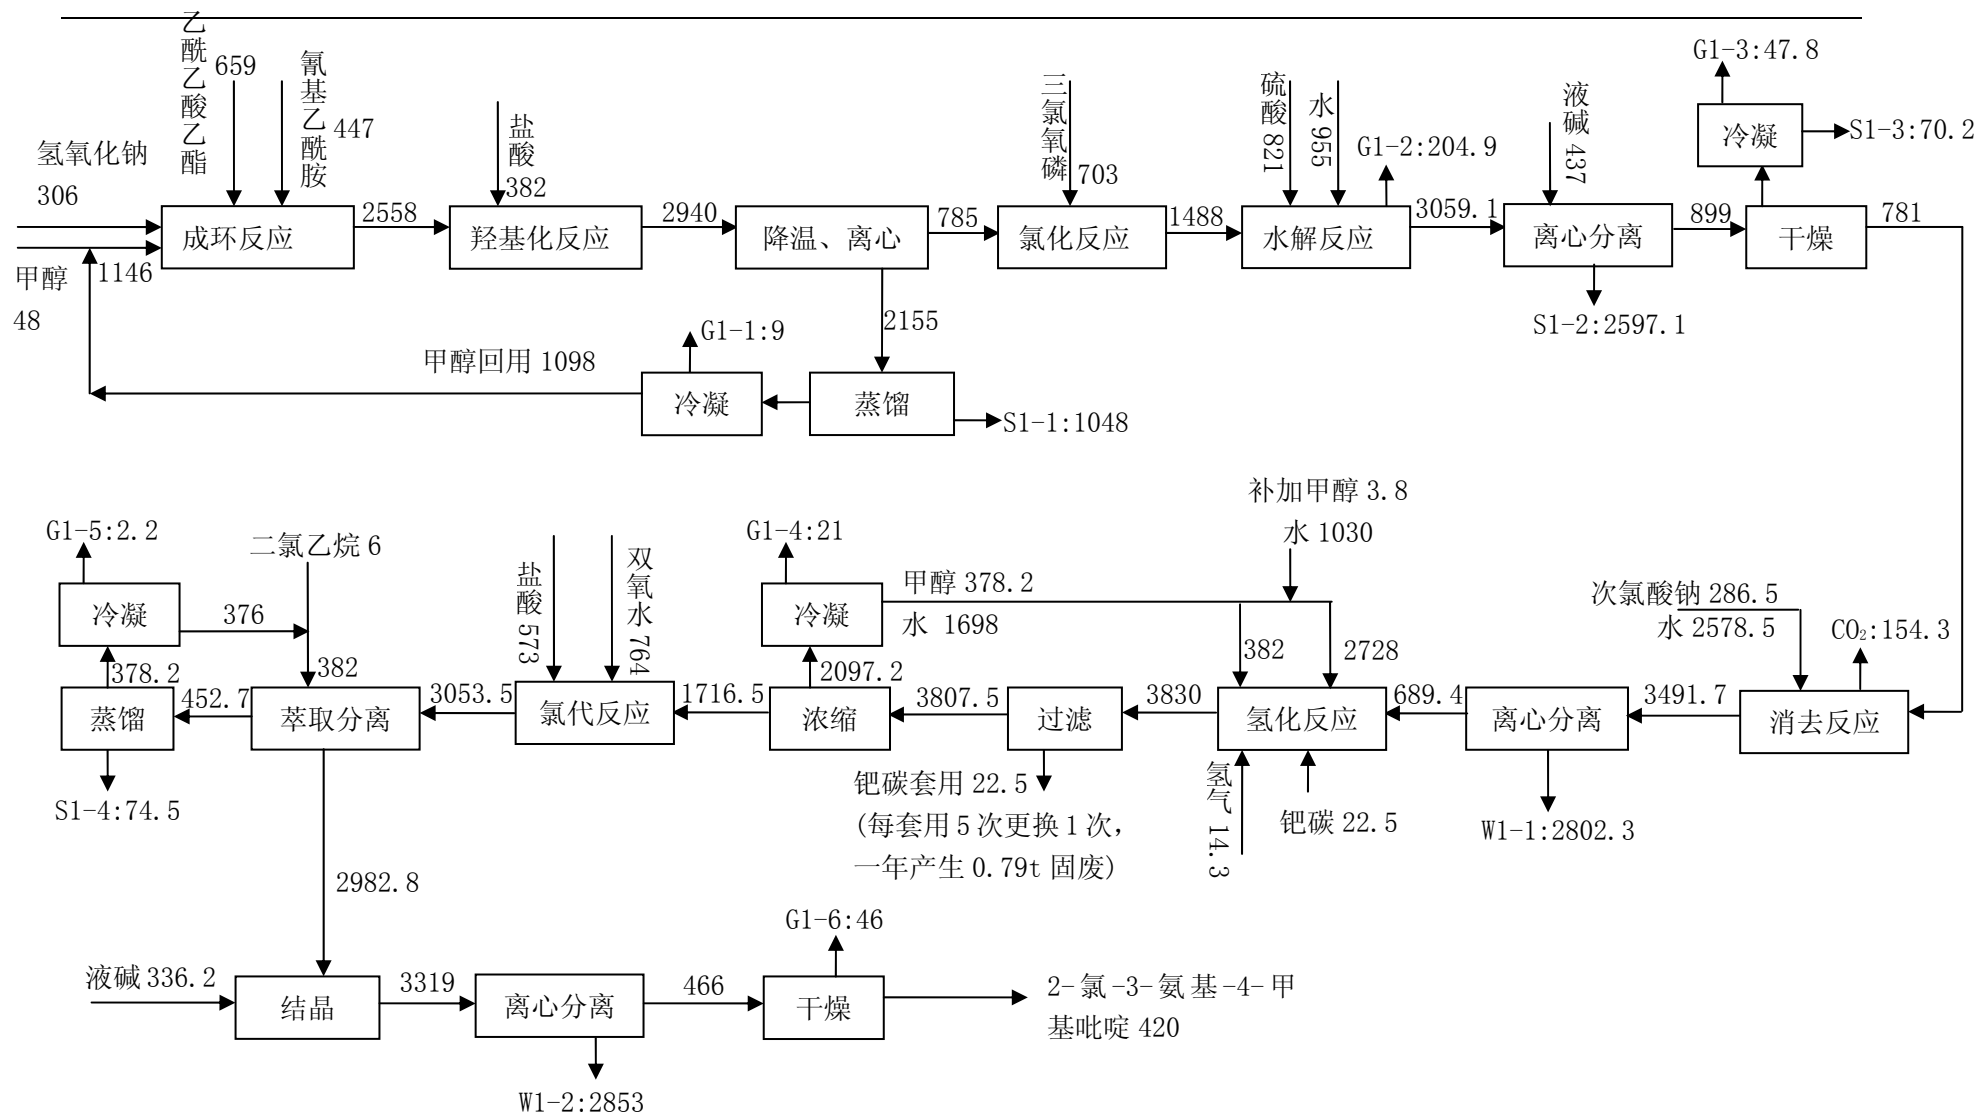 乙酰乙酸乙酯
659
氰基乙酰胺
447
氢氧化钠
306
甲醇
48
1146
成环反应
2558
盐酸
382
羟基化反应
2940
降温、离心
785
三氯氧磷
703
氯化反应
1488
硫酸 821
水 955
G1-2:204.9
水解反应
3059.1
液碱 437
离心分离
899
S1-2:2597.1
G1-3:47.8
冷凝
S1-3:70.2
干燥
781
2155
G1-1:9
甲醇回用 1098
冷凝
蒸馏
S1-1:1048
G1-5:2.2
二氯乙烷 6
冷凝
376
378.2
382
蒸馏
452.7
萃取分离
3053.5
S1-4:74.5
盐酸 573
双氧水 764
氯代反应
1716.5
G1-4:21
冷凝
甲醇 378.2
水 1698
2097.2
浓缩
3807.5
过滤
3830
钯碳套用 22.5
(每套用 5 次更换 1 次，
一年产生 0.79t 固废)
补加甲醇 3.8
水 1030
382
2728
氢化反应
689.4
氢气 14.3
钯碳 22.5
离心分离
3491.7
W1-1:2802.3
次氯酸钠 286.5
水 2578.5
CO₂:154.3
消去反应
2982.8
液碱 336.2
结晶
3319
离心分离
466
W1-2:2853
G1-6:46
干燥
2-氯-3-氨基-4-甲
基吡啶 420